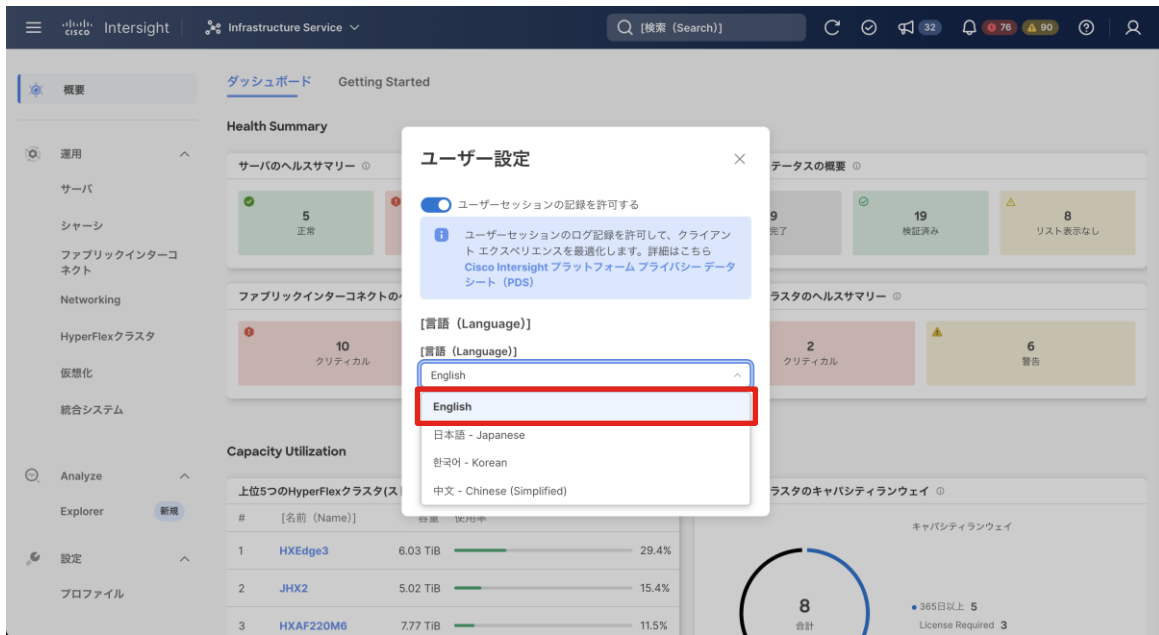 cisco Intersight
Infrastructure Service
[検索（Search）]
32
76
90
概要
運用
サーバ
シャーシ
ファブリックインターコ
ネクト
Networking
HyperFlexクラスタ
仮想化
統合システム
Analyze
Explorer 新規
設定
プロファイル
ダッシュボード Getting Started
Health Summary
サーバのヘルスサマリー
5
正常
テータスの概要
9
完了
19
検証済み
8
リスト表示なし
ファブリックインターコネクトの
10
クリティカル
ラスタのヘルスサマリー
2
クリティカル
6
警告
Capacity Utilization
上位5つのHyperFlexクラスタ(ス
# [名前（Name）] 容量 使用率
1 HXEdge3 6.03 TiB 29.4%
2 JHX2 5.02 TiB 15.4%
3 HXAF220M6 7.77 TiB 11.5%
ラスタのキャパシティランウェイ
キャパシティランウェイ
8
合計
365日以上 5
License Required 3
ユーザー設定
ユーザーセッションの記録を許可する
ユーザーセッションのログ記録を許可して、クライアン
ト エクスペリエンスを最適化します。詳細はこちら
Cisco Intersight プラットフォーム プライバシー データ
シート（PDS）
[言語（Language）]
[言語（Language）]
English
English
日本語 - Japanese
한국어 - Korean
中文 - Chinese (Simplified)